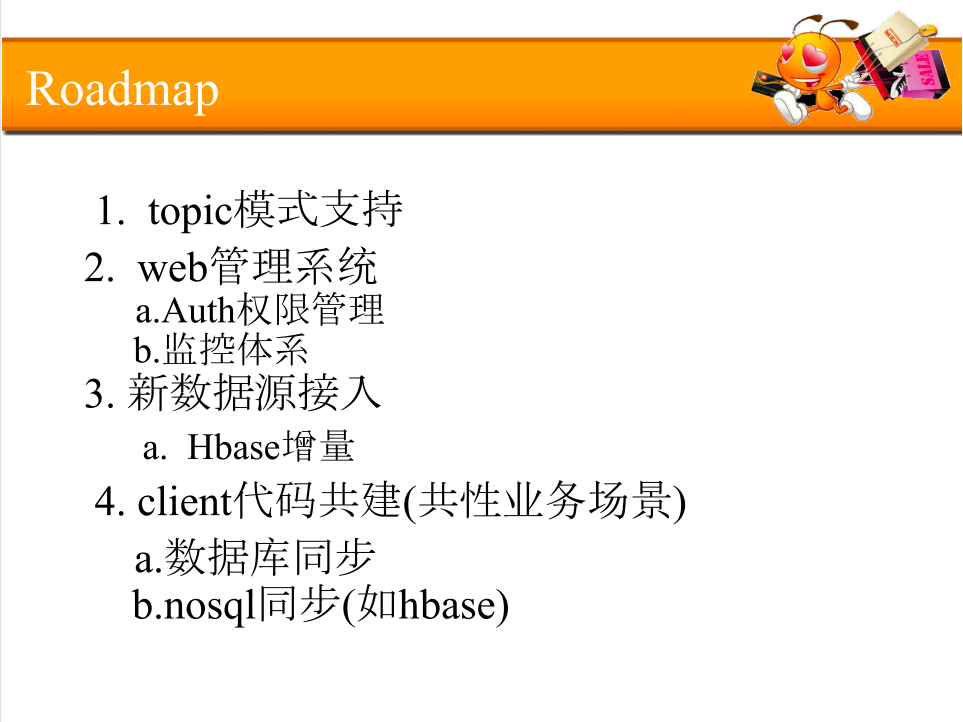 Roadmap
SALE
1. topic模式支持
2. web管理系统
a.Auth权限管理
b.监控体系
3. 新数据源接入
a. Hbase增量
4. client代码共建(共性业务场景)
a.数据库同步
b.nosql同步(如hbase)